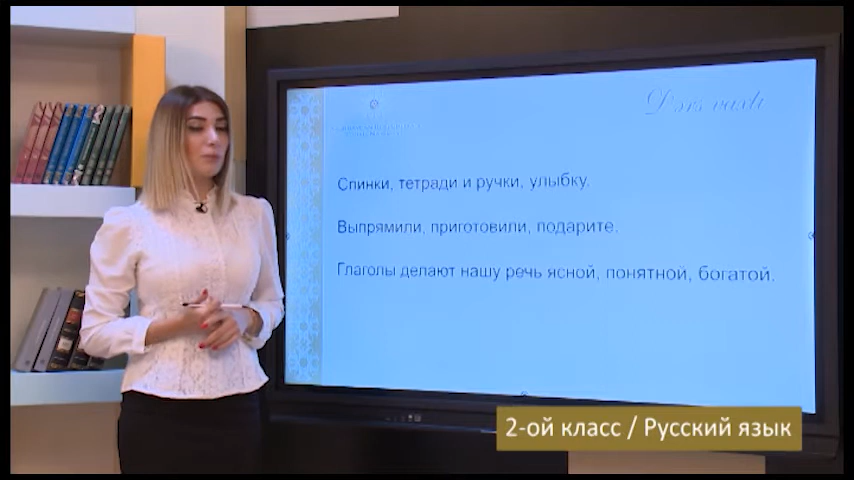 Dərs vaxtı
Спинки, тетради и ручки, улыбку.
Выпрямили, приготовили, подарите.
Глаголы делают нашу речь ясной, понятной, богатой.
2-ой класс / Русский язык